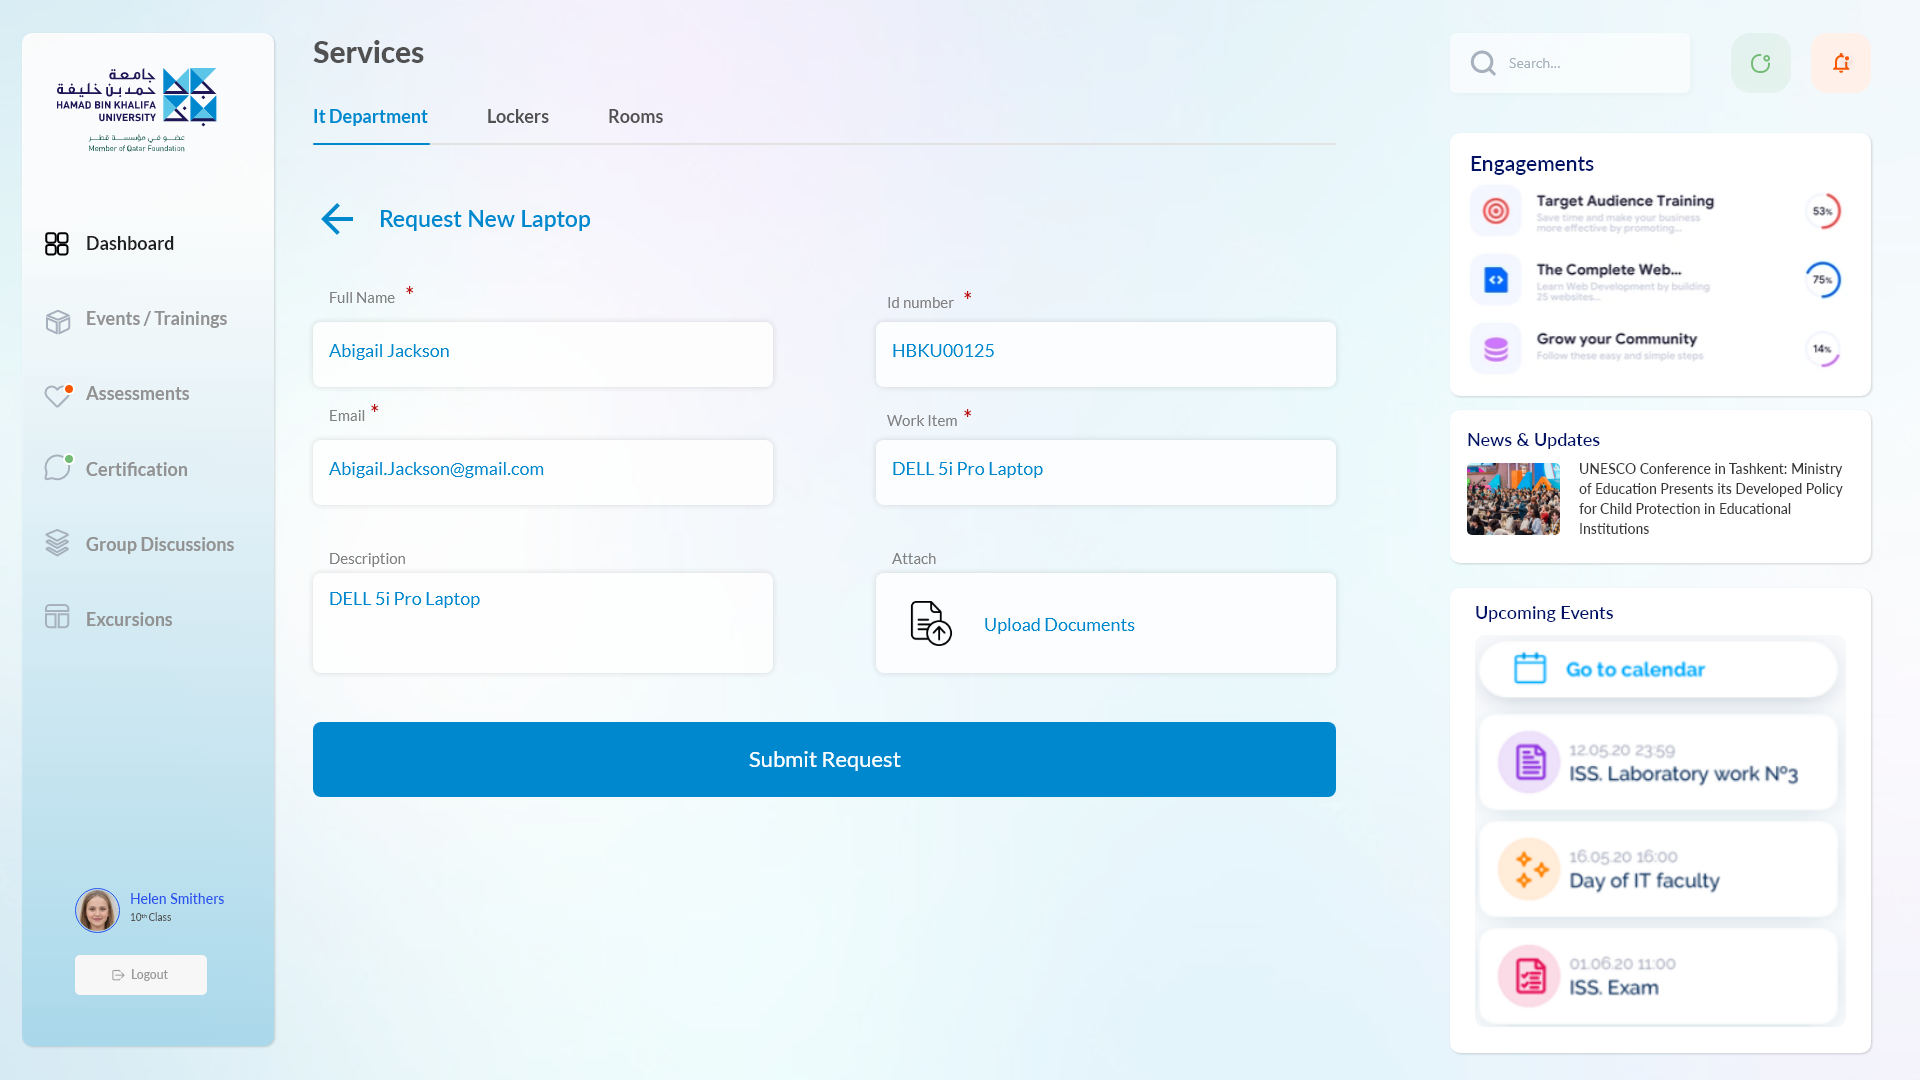 جامعة
حمد بن خليفة
HAMAD BIN KHALIFA
UNIVERSITY
عضو في مؤسسة قطر
Member of Qatar Foundation
Dashboard
Events / Trainings
Assessments
Certification
Group Discussions
Excursions
Helen Smithers
10th Class
Logout
Services
It Department
Lockers
Rooms
Request New Laptop
Full Name *
Abigail Jackson
Id number *
HBKU00125
Email *
Abigail.Jackson@gmail.com
Work Item *
DELL 5i Pro Laptop
Description
DELL 5i Pro Laptop
Attach
Upload Documents
Submit Request
Search...
Engagements
Target Audience Training
Save time and make your business
more effective by promoting...
53%
The Complete Web...
Learn Web Development by building
25 websites...
75%
Grow your Community
Follow these easy and simple steps
14%
News & Updates
UNESCO Conference in Tashkent: Ministry
of Education Presents its Developed Policy
for Child Protection in Educational
Institutions
Upcoming Events
Go to calendar
12.05.20 23:59
ISS. Laboratory work №3
16.05.20 16:00
Day of IT faculty
01.06.20 11:00
ISS. Exam